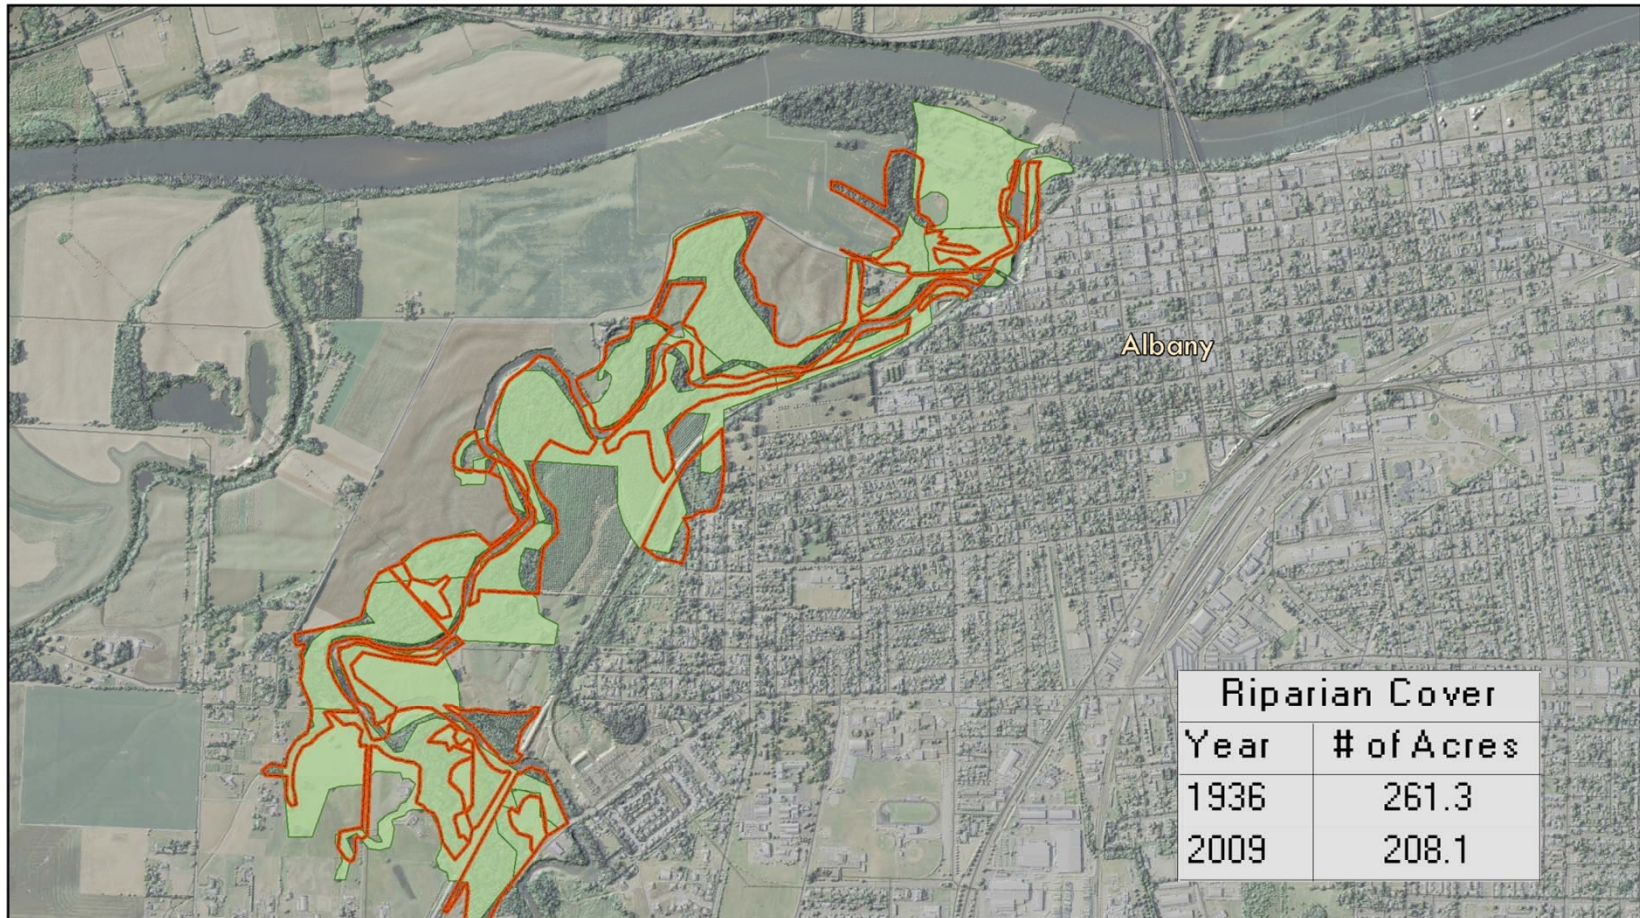 Albany
Riparian Cover
Year # of Acres
1936 261.3
2009 208.1